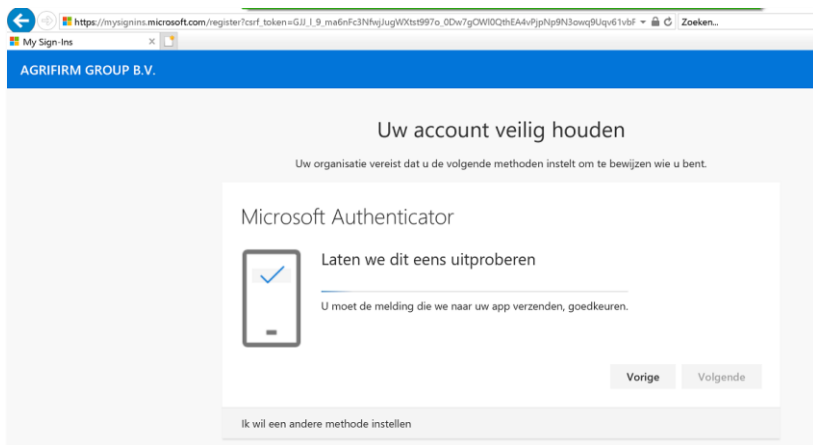 https://mysignins.microsoft.com/register?csrf_token=GJJ_I_9_ma6nFc3NfwjJugWXtst997o_0Dw7gOWI0QthEA4vPjpNp9N3owq9Uqv61vbF
Zoeken...
My Sign-Ins
AGRIFIRM GROUP B.V.
Uw account veilig houden
Uw organisatie vereist dat u de volgende methoden instelt om te bewijzen wie u bent.
Microsoft Authenticator
Laten we dit eens uitproberen
U moet de melding die we naar uw app verzenden, goedkeuren.
Vorige Volgende
Ik wil een andere methode instellen